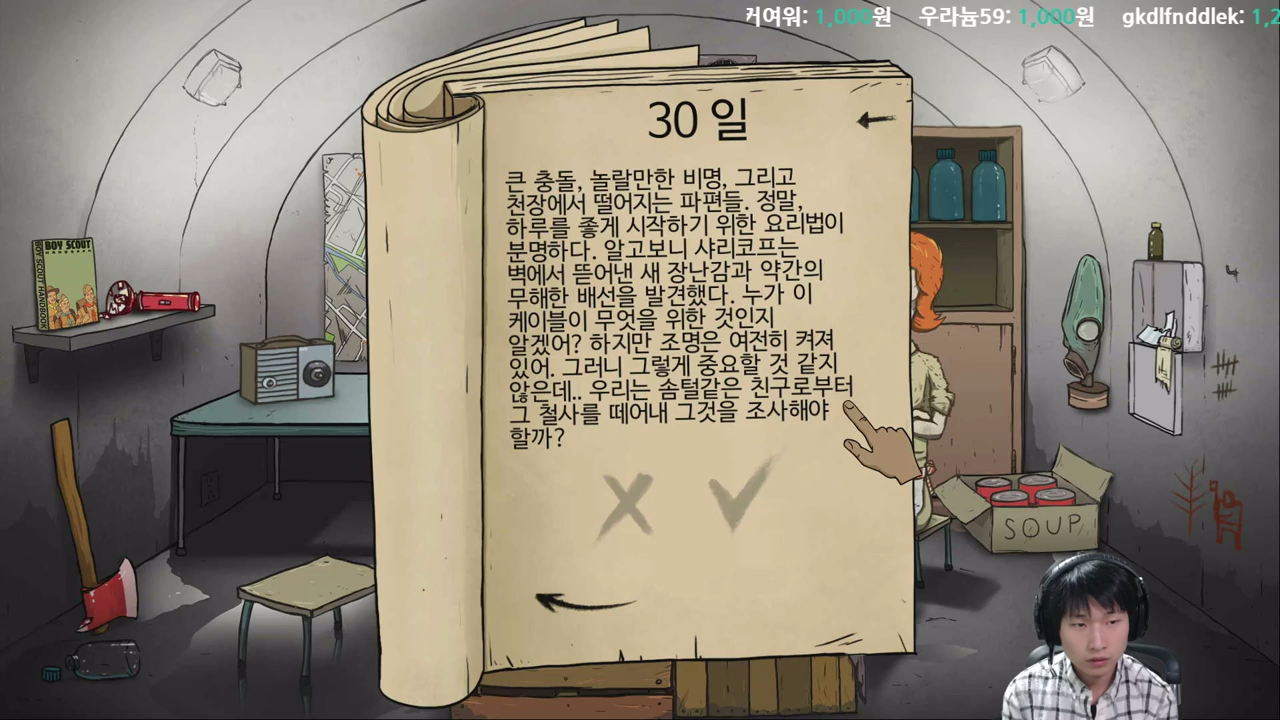 커여워: 1,000원 우라늄59: 1,000원 gkdlfnddlek: 1,2
30 일
큰 충돌, 놀랄만한 비명, 그리고
천장에서 떨어지는 파편들. 정말,
하루를 좋게 시작하기 위한 요리법이
분명하다. 알고보니 샤리코프는
벽에서 뜯어낸 새 장난감과 약간의
무해한 배선을 발견했다. 누가 이
케이블이 무엇을 위한 것인지
알겠어? 하지만 조명은 여전히 켜져
있어. 그러니 그렇게 중요할 것 같지
않은데.. 우리는 솜털같은 친구로부터
그 철사를 떼어내 그것을 조사해야
할까?
BOY SCOUT
BOY SCOUT HANDBOOK
SOUP